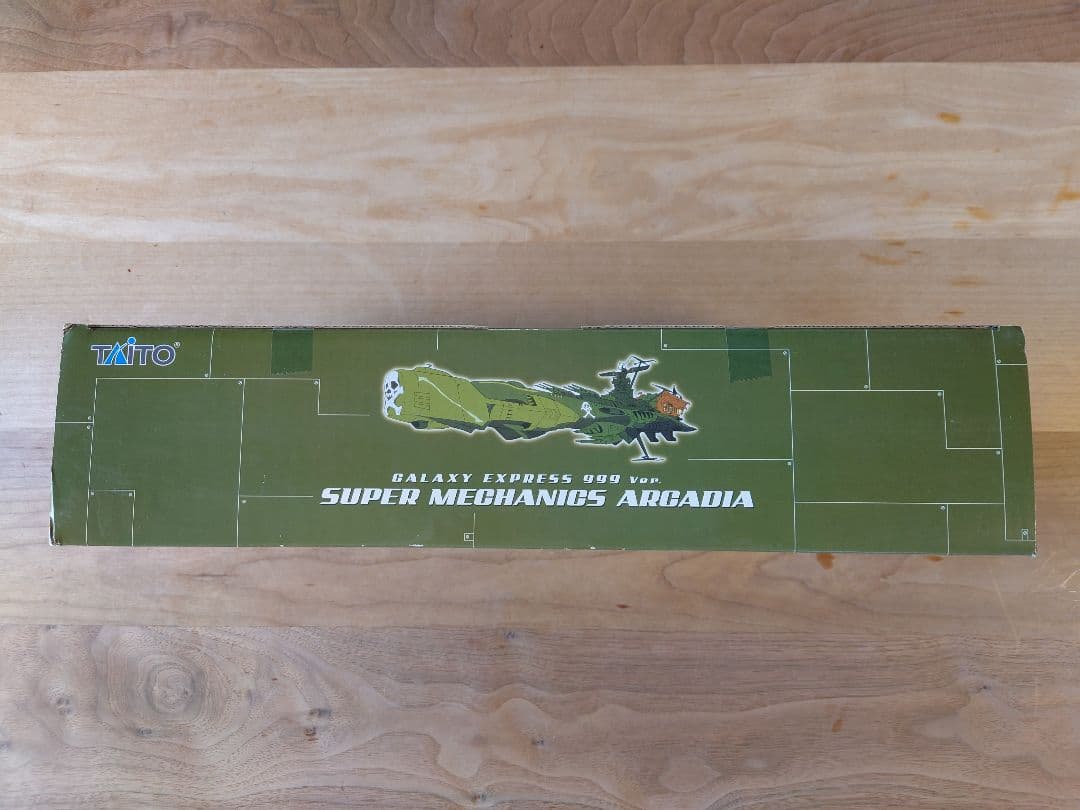 TAITO®
GALAXY EXPRESS 999 Ver.
SUPER MECHANICS ARCADIA